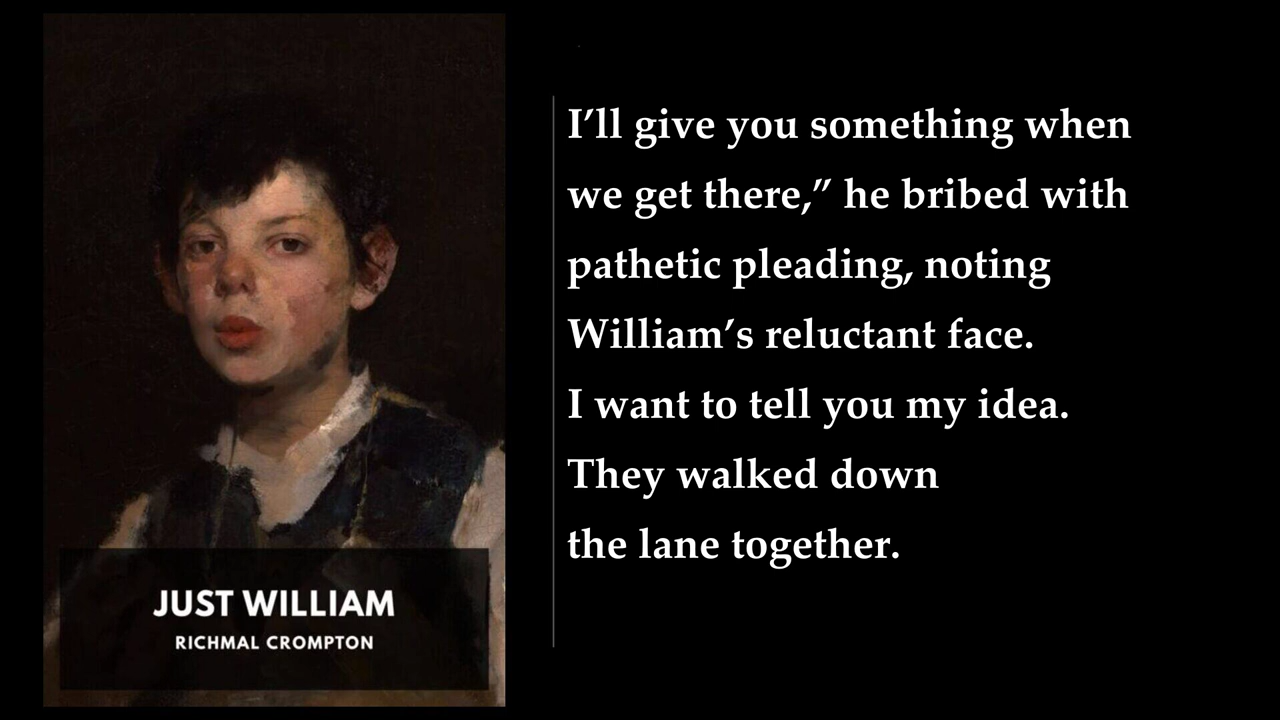 JUST WILLIAM
RICHMAL CROMPTON
I’ll give you something when
we get there,” he bribed with
pathetic pleading, noting
William’s reluctant face.
I want to tell you my idea.
They walked down
the lane together.